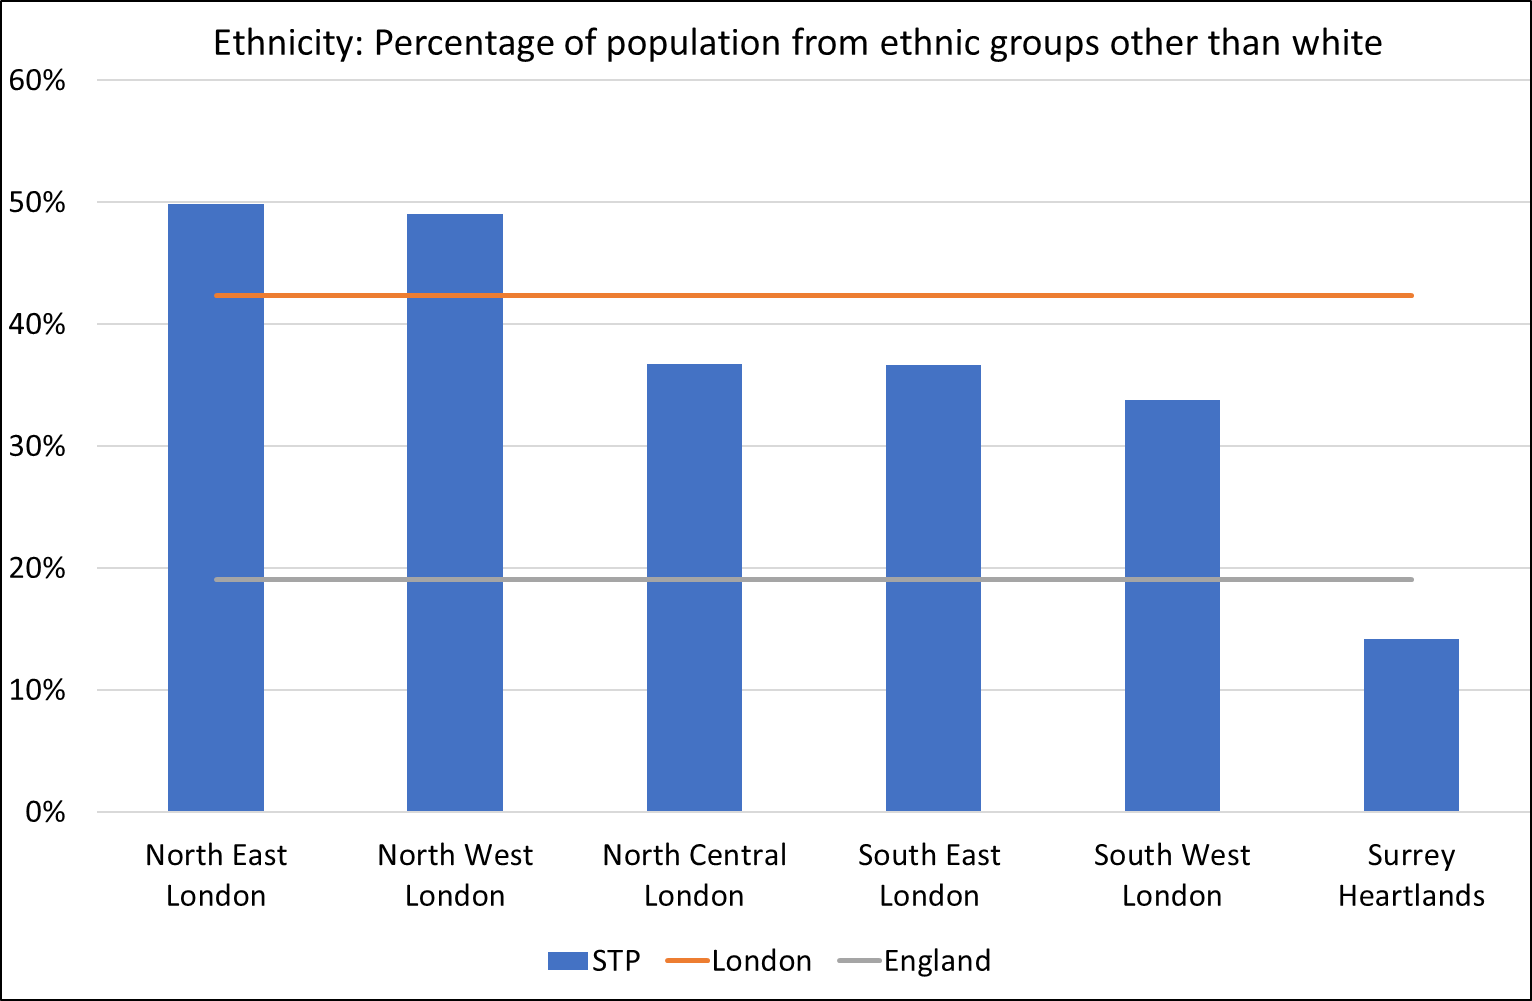 Ethnicity: Percentage of population from ethnic groups other than white
60%
50%
40%
30%
20%
10%
0%
North East
London
North West
London
North Central
London
South East
London
South West
London
Surrey
Heartlands
STP
London
England